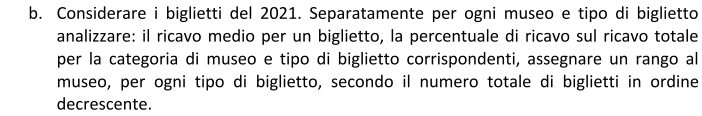 b. Considerare i biglietti del 2021. Separatamente per ogni museo e tipo di biglietto
analizzare: il ricavo medio per un biglietto, la percentuale di ricavo sul ricavo totale
per la categoria di museo e tipo di biglietto corrispondenti, assegnare un rango al
museo, per ogni tipo di biglietto, secondo il numero totale di biglietti in ordine
decrescente.